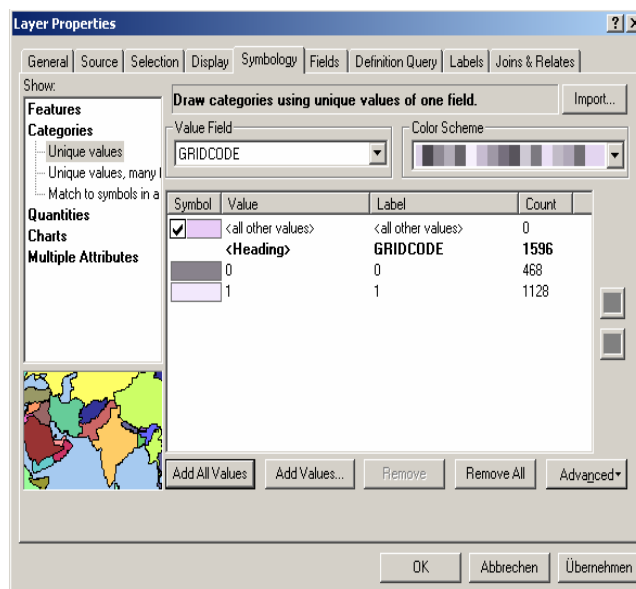 Layer Properties
General Source Selection Display Symbology Fields Definition Query Labels Joins & Relates
Show:
Features
Categories
Unique values
Unique values, many
Match to symbols in a
Quantities
Charts
Multiple Attributes
Draw categories using unique values of one field.
Import...
Value Field
GRIDCODE
Color Scheme
Symbol Value Label Count
<all other values> <all other values> 0
<Heading> GRIDCODE 1596
0 0 468
1 1 1128
Add All Values Add Values... Remove Remove All Advanced
OK Abbrechen Übernehmen